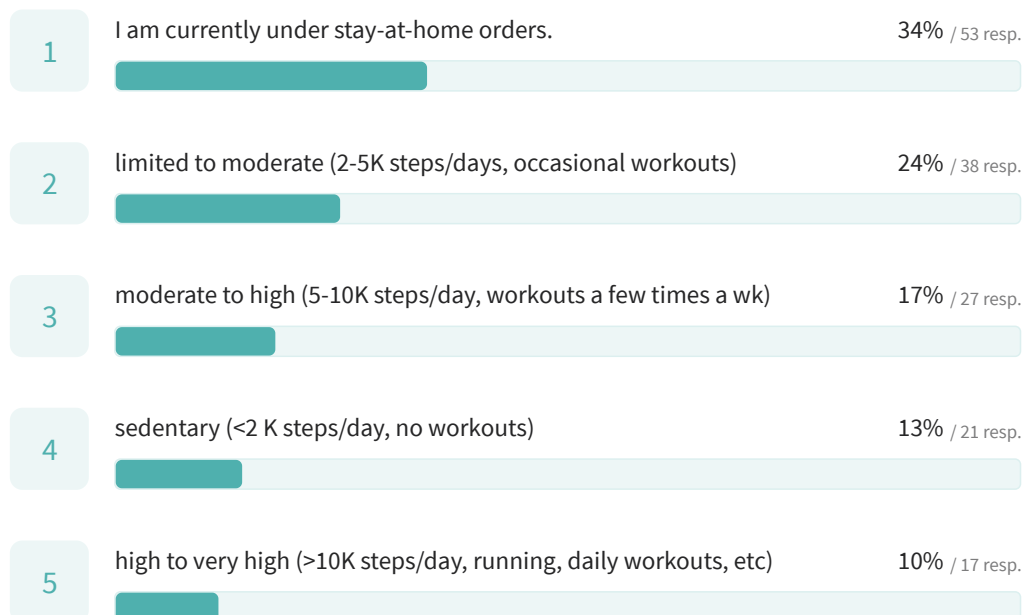 1
I am currently under stay-at-home orders. 34% / 53 resp.
2
limited to moderate (2-5K steps/days, occasional workouts) 24% / 38 resp.
3
moderate to high (5-10K steps/day, workouts a few times a wk) 17% / 27 resp.
4
sedentary (<2 K steps/day, no workouts) 13% / 21 resp.
5
high to very high (>10K steps/day, running, daily workouts, etc) 10% / 17 resp.